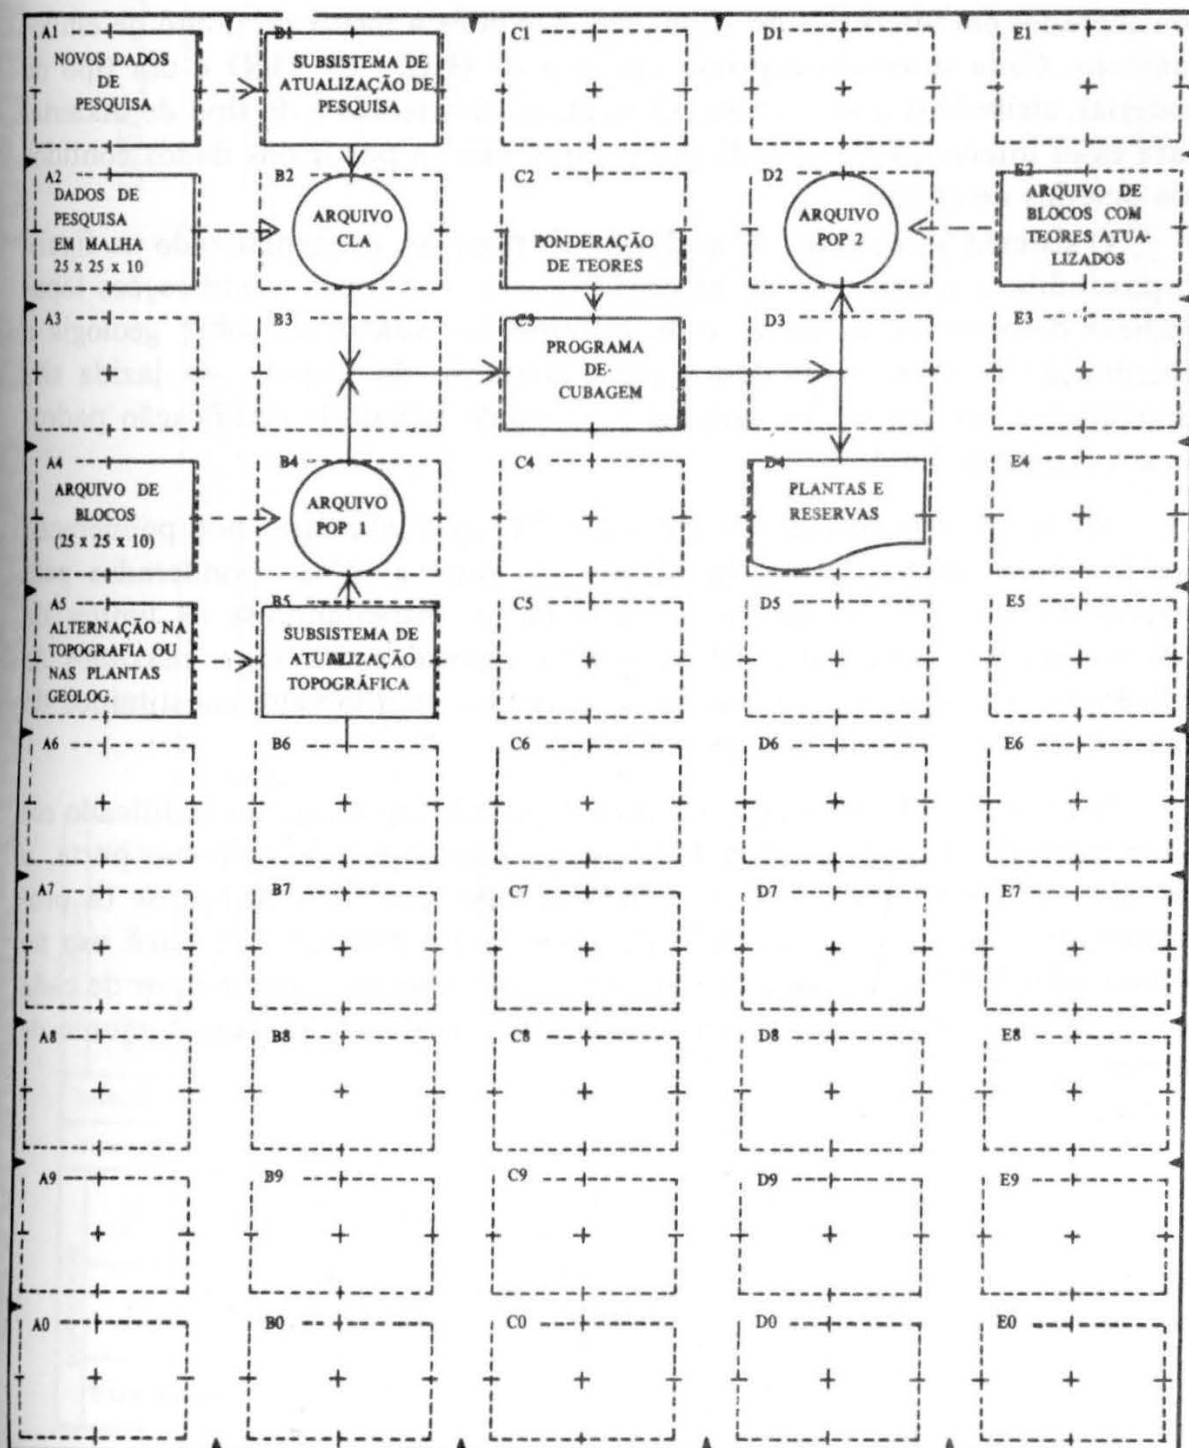 A1
NOVOS DADOS
DE
PESQUISA
B1
SUBSISTEMA DE
ATUALIZAÇÃO DE
PESQUISA
C1
D1
E1
A2
DADOS DE
PESQUISA
EM MALHA
25 x 25 x 10
B2
ARQUIVO
CLA
C2
PONDERAÇÃO
DE TEORES
D2
ARQUIVO
POP 2
E2
ARQUIVO DE
BLOCOS COM
TEORES ATUA-
LIZADOS
A3
B3
C3
PROGRAMA
DE-
CUBAGEM
D3
E3
A4
ARQUIVO DE
BLOCOS
(25 x 25 x 10)
B4
ARQUIVO
POP 1
C4
D4
PLANTAS E
RESERVAS
E4
A5
ALTERNAÇÃO NA
TOPOGRAFIA OU
NAS PLANTAS
GEOLOG.
B5
SUBSISTEMA DE
TOPOGRÁFICA
C5
D5
E5
A6
B6
C6
D6
E6
A7
B7
C7
D7
E7
A8
B8
C8
D8
E8
A9
B9
C9
D9
E9
A0
B0
C0
D0
E0